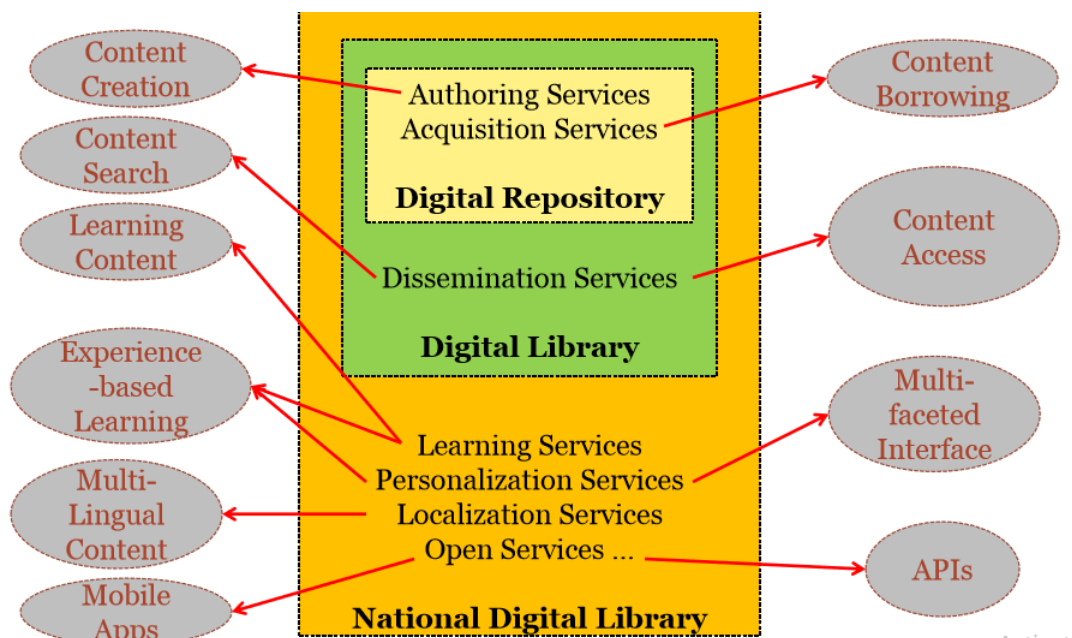 Content
Creation
Content
Search
Learning
Content
Experience
-based
Learning
Multi-
Lingual
Content
Mobile
Apps
Authoring Services
Acquisition Services
Digital Repository
Dissemination Services
Digital Library
Learning Services
Personalization Services
Localization Services
Open Services ...
National Digital Library
Content
Borrowing
Content
Access
Multi-
faceted
Interface
APIs